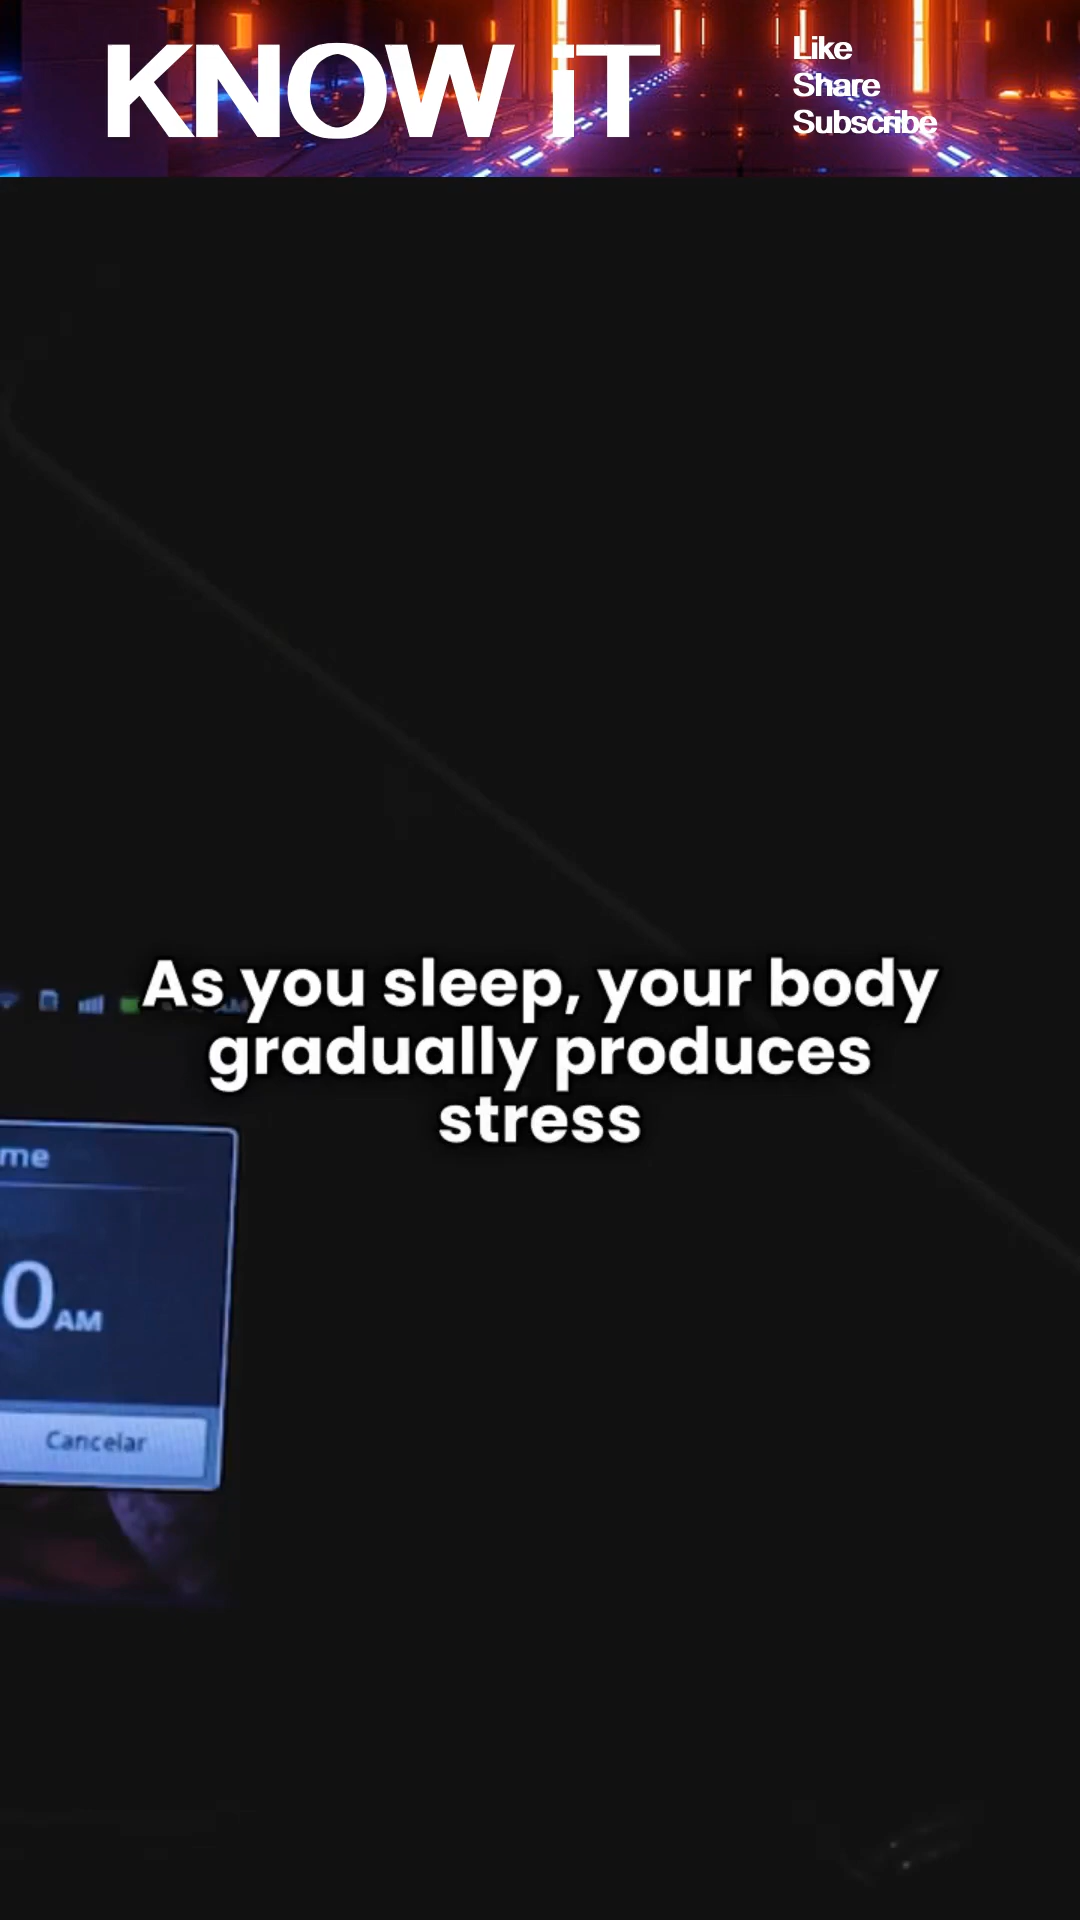 KNOW iT
Like
Share
Subscribe
As you sleep, your body
gradually produces
stress
me
0AM
Cancelar